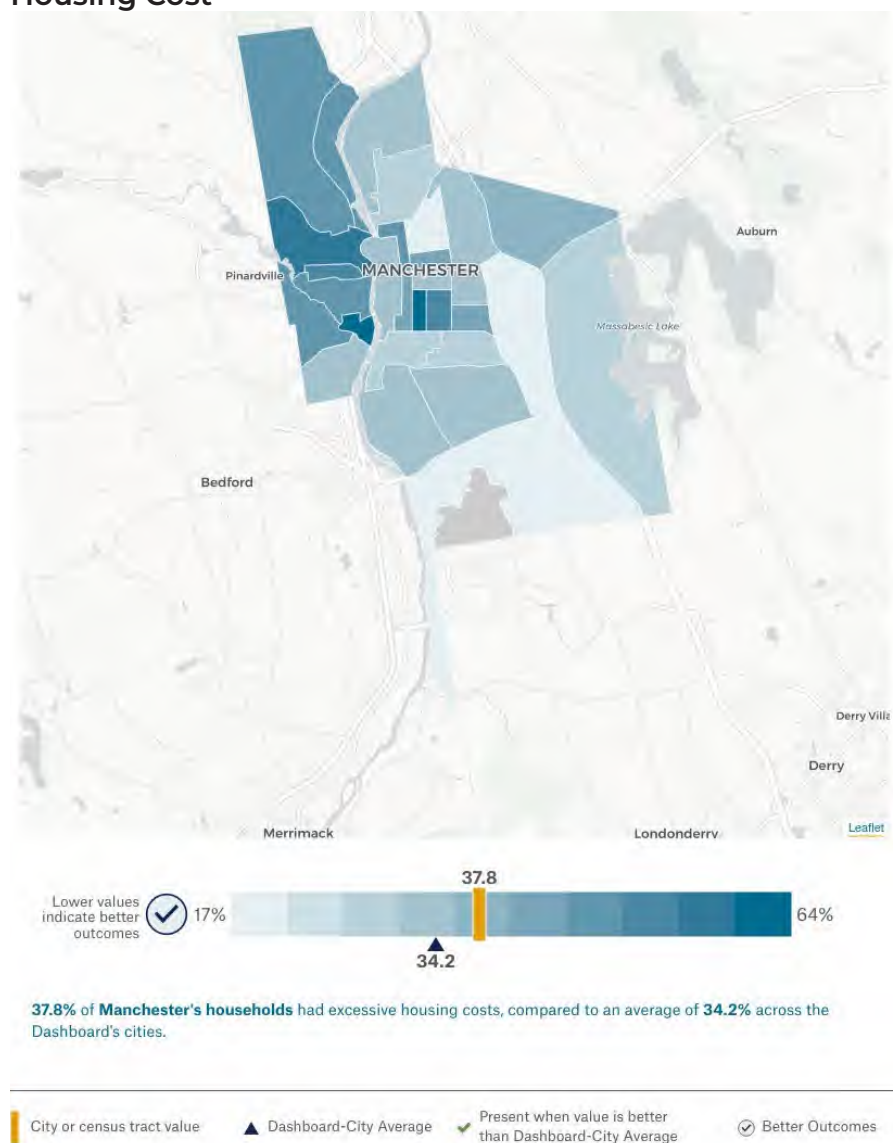 Housing Cost
Auburn
MANCHESTER
Pinardville
Massabesic Lake
Bedford
Derry Villa
Derry
Leaflet
Merrimack
Londonderry
37.8
Lower values
indicate better
outcomes
17%
64%
34.2
37.8% of Manchester's households had excessive housing costs, compared to an average of 34.2% across the
Dashboard's cities.
City or census tract value
Dashboard-City Average
Present when value is better
than Dashboard-City Average
Better Outcomes